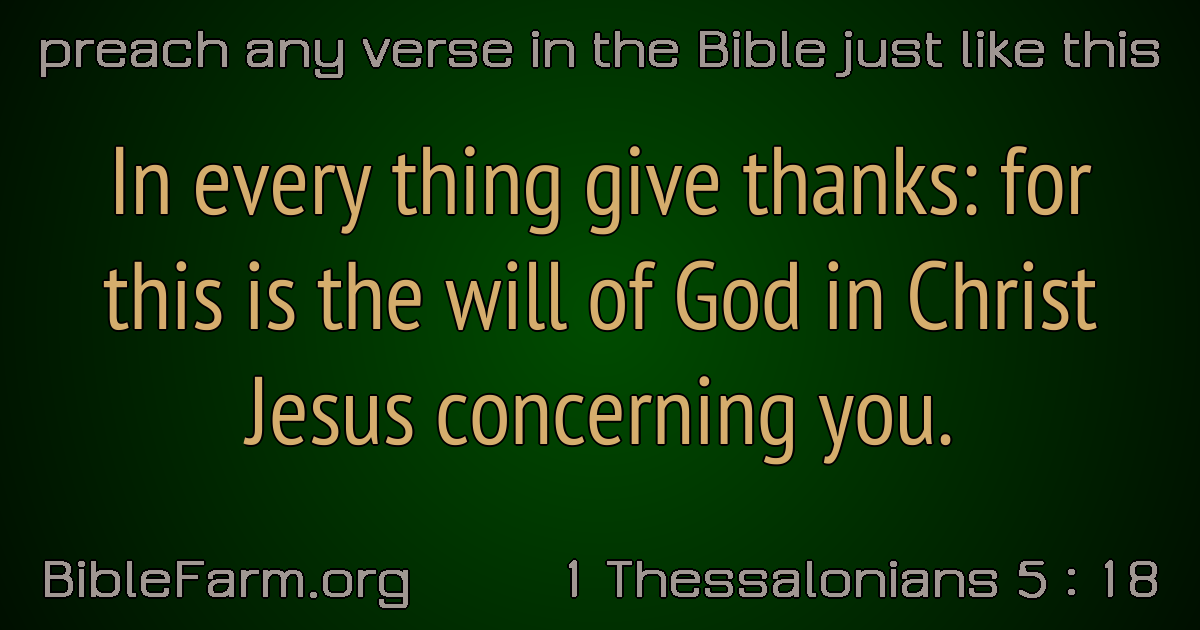 preach any verse in the Bible just like this
In every thing give thanks: for
this is the will of God in Christ
Jesus concerning you.
BibleFarm.org
1 Thessalonians 5 : 18